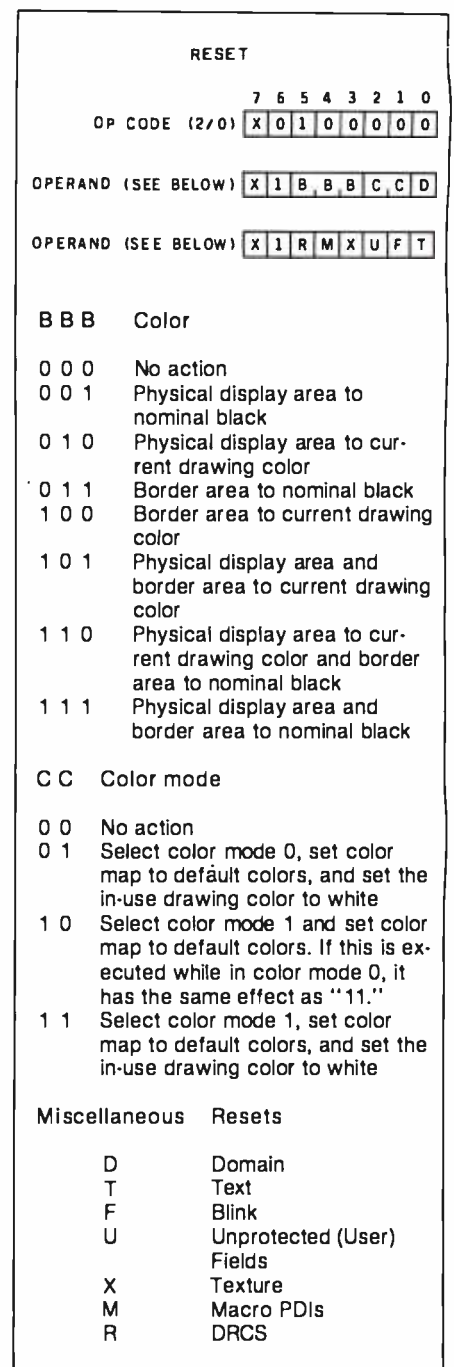 RESET
7 6 5 4 3 2 1 0
OP CODE (2/0) X 0 1 0 0 0 0 0
OPERAND (SEE BELOW) X 1 B B B C C D
OPERAND (SEE BELOW) X 1 R M X U F T
B B B Color
0 0 0 No action
0 0 1 Physical display area to
nominal black
0 1 0 Physical display area to cur-
rent drawing color
0 1 1 Border area to nominal black
1 0 0 Border area to current drawing
color
1 0 1 Physical display area and
border area to current drawing
color
1 1 0 Physical display area to cur-
rent drawing color and border
area to nominal black
1 1 1 Physical display area and
border area to nominal black
C C Color mode
0 0 No action
0 1 Select color mode 0, set color
map to default colors, and set the
in-use drawing color to white
1 0 Select color mode 1 and set color
map to default colors. If this is ex-
ecuted while in color mode 0, it
has the same effect as "11."
1 1 Select color mode 1, set color
map to default colors, and set the
in-use drawing color to white
Miscellaneous Resets
D Domain
T Text
F Blink
U Unprotected (User)
Fields
X Texture
M Macro PDIs
R DRCS